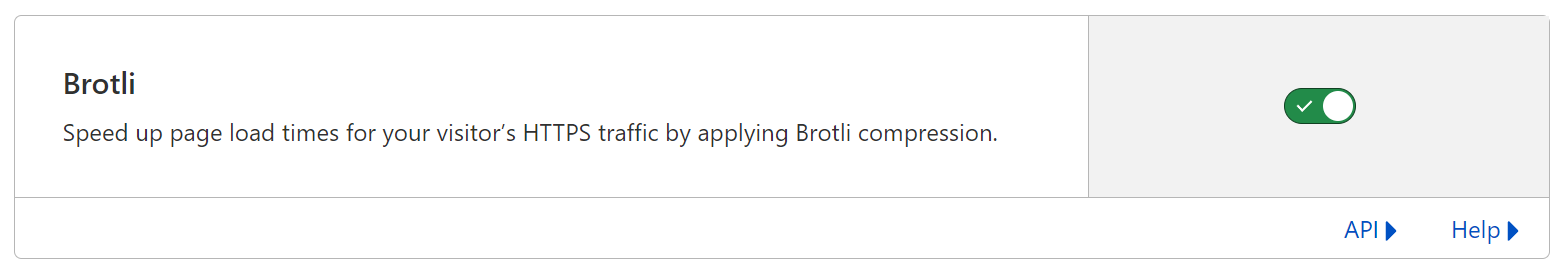 Brotli
Speed up page load times for your visitor’s HTTPS traffic by applying Brotli compression.
API
Help